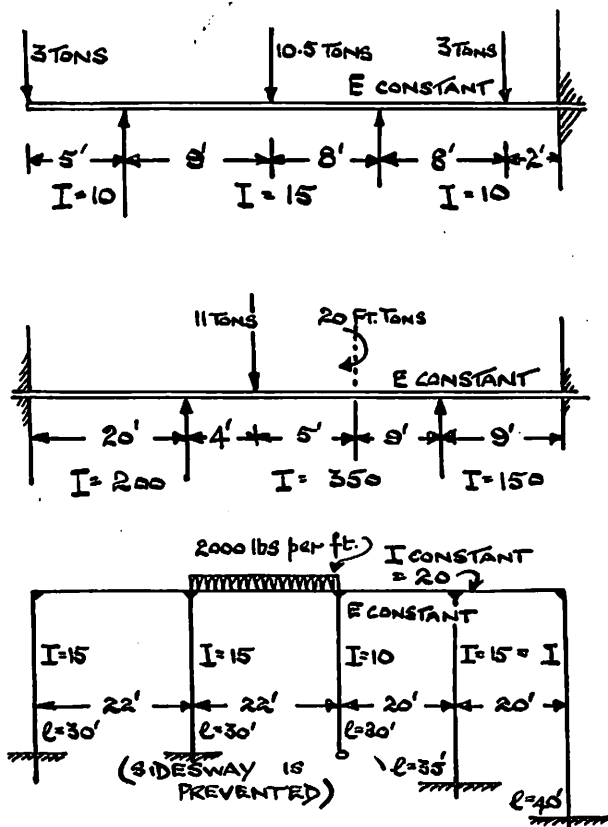 3 TONS 10.5 TONS 3 TONS
E CONSTANT
5' 9' 8' 8' 2'
I=10 I=15 I=10
11 TONS 20 FT. TONS
E CONSTANT
20' 4' 5' 9' 9'
I=200 I=350 I=150
2000 lbs per ft. I CONSTANT
= 20
E CONSTANT
I=15 I=15 I=10 I=15 = I
22' 22' 20' 20'
l=30' l=30' l=30' l=35'
(SIDESWAY IS
PREVENTED)
l=40'